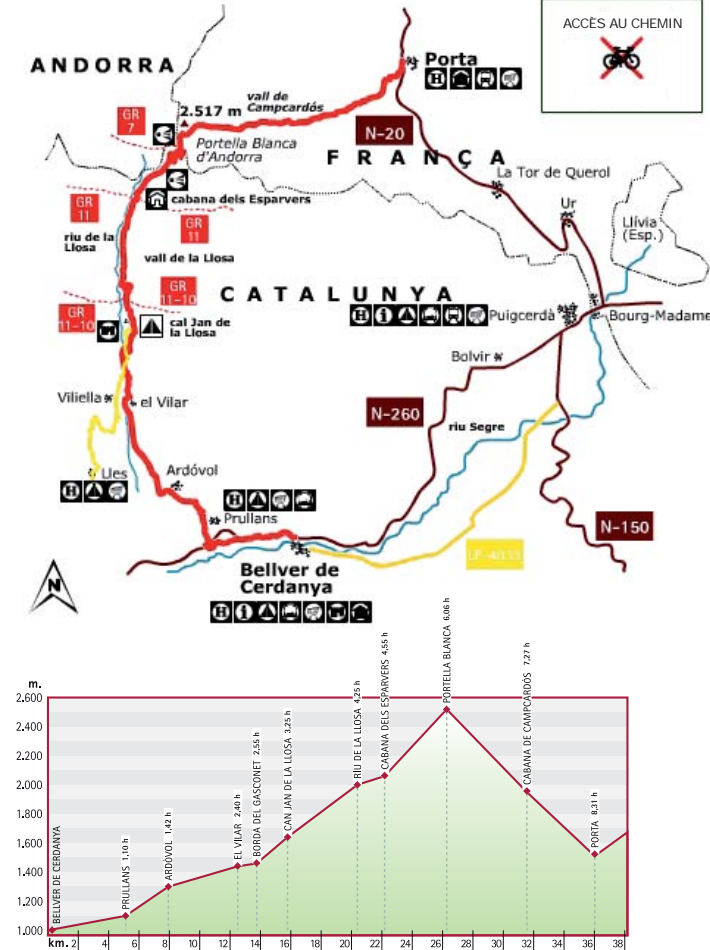 ACCÈS AU CHEMIN
ANDORRA
Porta
H
vall de
Campcardós
2.517 m
GR
7
N-20
Portella Blanca
d'Andorra
FRANÇA
La Tor de Querol
cabana dels Esparvers
GR
11
Ur
Llívia
(Esp.)
GR
11
riu de la
Llosa
vall de la Llosa
GR
11-10
CATALUNYA
GR
11-10
cal Jan de
la Llosa
H i
Puigcerdà
Bourg-Madame
Bolvir
Viliella
el Vilar
N-260
riu Segre
Lles
H
Ardóvol
H
Prullans
N-150
LP-4033
N
Bellver de
Cerdanya
H i
m.
2.600
2.400
2.200
2.000
1.800
1.600
1.400
1.200
1.000
BELLVER DE CERDANYA
PRULLANS 1,10 h
ARDÒVOL 1,42 h
EL VILAR 2,40 h
BORDA DEL GASCONET 2,55 h
CAN JAN DE LA LLOSA 3,25 h
RIU DE LA LLOSA 4,25 h
CABANA DELS ESPARVERS 4,55 h
PORTELLA BLANCA 6,06 h
CABANA DE CAMPCARDÓS 7,27 h
PORTA 8,31 h
km. 2 4 6 8 10 12 14 16 18 20 22 24 26 28 30 32 34 36 38